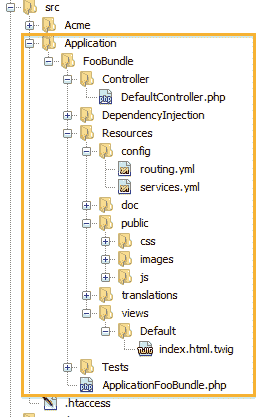 src
Acme
Application
FooBundle
Controller
DefaultController.php
DependencyInjection
Resources
config
routing.yml
services.yml
doc
public
css
images
js
translations
views
Default
index.html.twig
Tests
ApplicationFooBundle.php
.htaccess